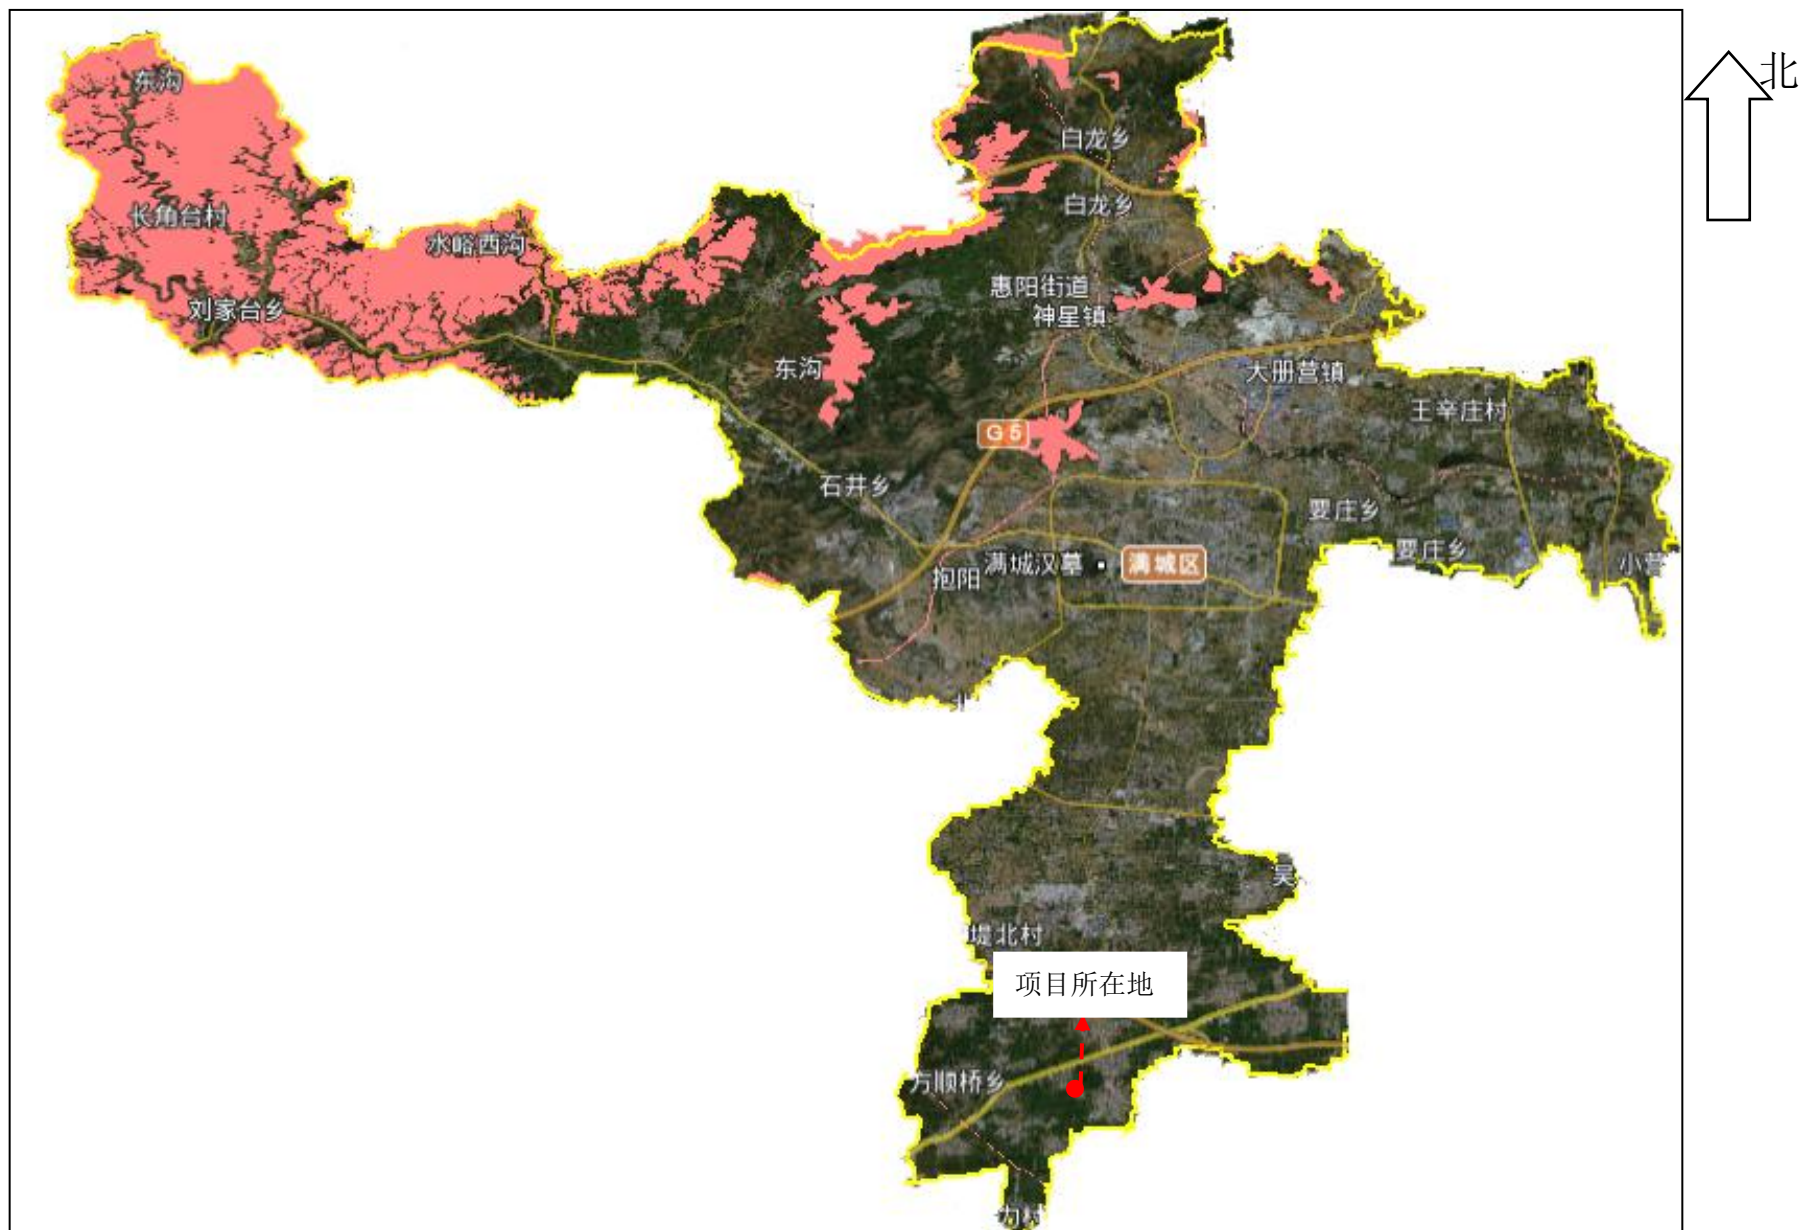 北
东沟
白龙乡
长角台村
白龙乡
水峪西沟
惠阳街道
刘家台乡
神星镇
东沟
大册营镇
王辛庄村
G5
石井乡
要庄乡
要庄乡
满城汉墓
满城区
小营
抱阳
北
吴
堤北村
项目所在地
方顺桥乡